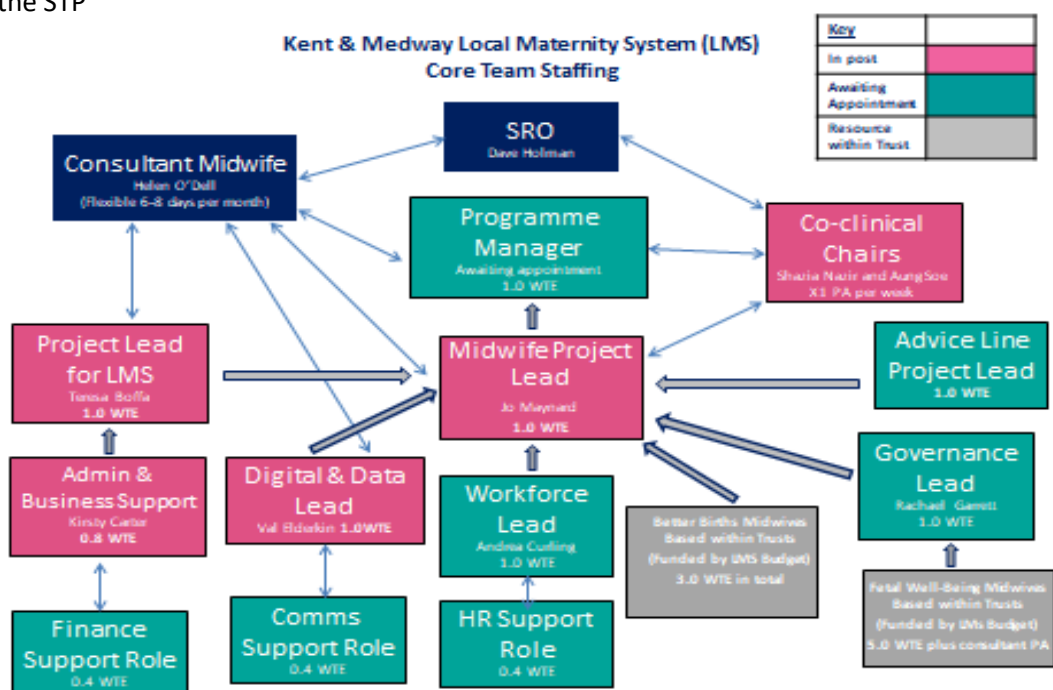 the STP
Kent & Medway Local Maternity System (LMS)
Core Team Staffing
Key
In post
Awaiting
Appointment
Resource
within Trust
SRO
Dave Holman
Consultant Midwife
Helen O'Dell
(Flexible 6-8 days per month)
Programme
Manager
Awaiting appointment
1.0 WTE
Co-clinical
Chairs
Shazia Nazir and Aung Soe
X1 PA per week
Project Lead
for LMS
Teresa Boffa
1.0 WTE
Midwife Project
Lead
Jo Maynard
1.0 WTE
Advice Line
Project Lead
1.0 WTE
Admin &
Business Support
Kirsty Carter
0.8 WTE
Digital & Data
Lead
Val Elderkin 1.0WTE
Workforce
Lead
Andrea Curling
1.0 WTE
Better Births Midwives
Based within Trusts
(Funded by LMS Budget)
3.0 WTE in total
Governance
Lead
Rachael Garrett
1.0 WTE
Finance
Support Role
0.4 WTE
Comms
Support Role
0.4 WTE
HR Support
Role
0.4 WTE
Fetal Well-Being Midwives
Based within Trusts
(Funded by LMs Budget)
5.0 WTE plus consultant PA